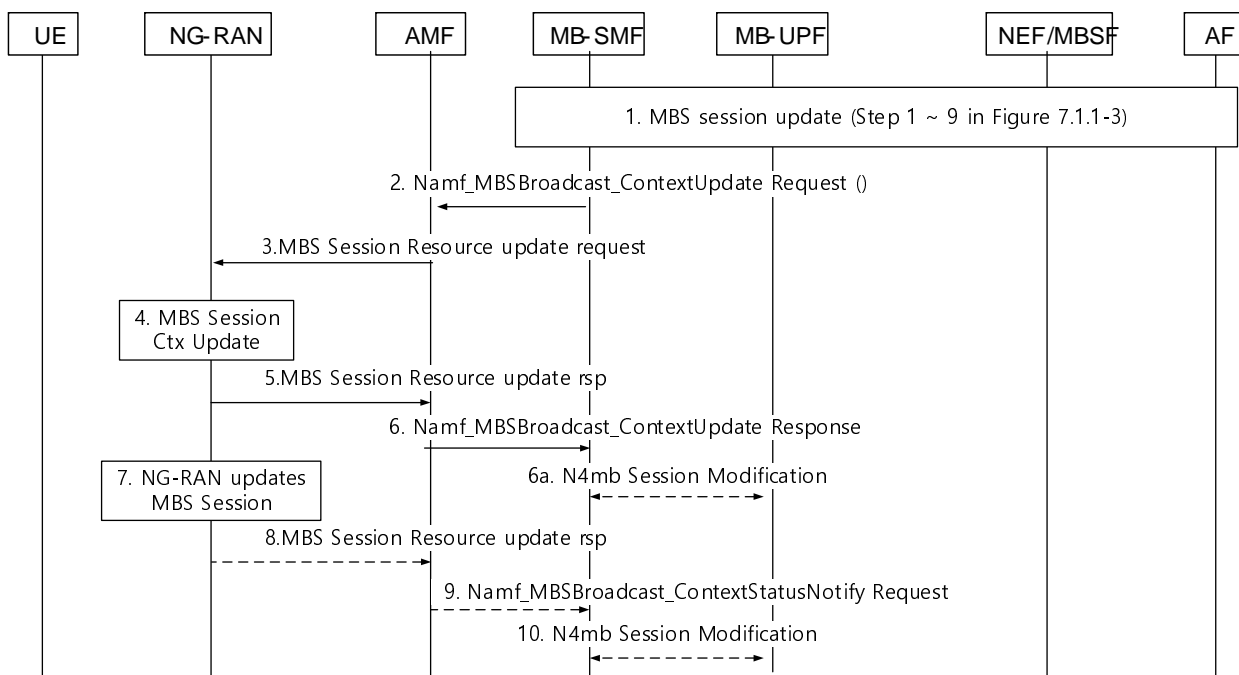 UE
NG-RAN
AMF
MB-SMF
MB-UPF
NEF/MBSF
AF
1. MBS session update (Step 1 ~ 9 in Figure 7.1.1-3)
2. Namf_MBSBroadcast_ContextUpdate Request ()
3.MBS Session Resource update request
4. MBS Session
Ctx Update
5.MBS Session Resource update rsp
6. Namf_MBSBroadcast_ContextUpdate Response
6a. N4mb Session Modification
7. NG-RAN updates
MBS Session
8.MBS Session Resource update rsp
9. Namf_MBSBroadcast_ContextStatusNotify Request
10. N4mb Session Modification